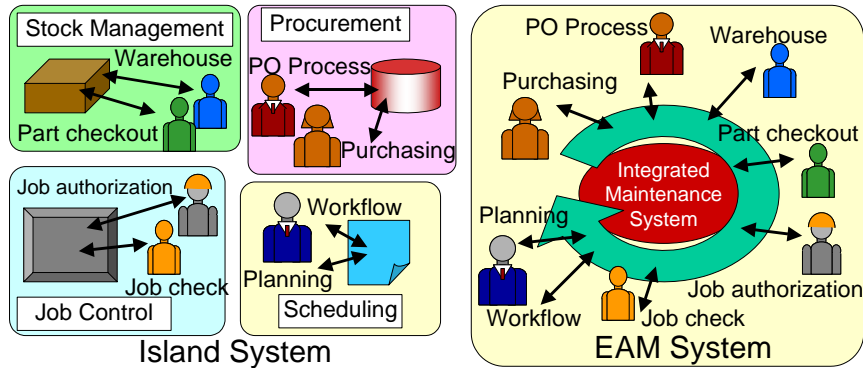 Stock Management
Warehouse
Part checkout
Procurement
PO Process
Purchasing
Job authorization
Job check
Job Control
Workflow
Planning
Scheduling
Island System
PO Process
Warehouse
Purchasing
Part checkout
Integrated
Maintenance
System
Planning
Job authorization
Workflow
Job check
EAM System